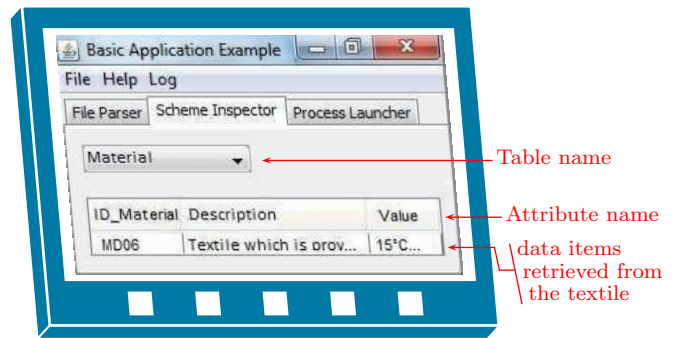 Basic Application Example
File Help Log
File Parser Scheme Inspector Process Launcher
Material
Table name
ID_Material Description Value
Attribute name
MD06 Textile which is prov... 15°C...
data items
retrieved from
the textile